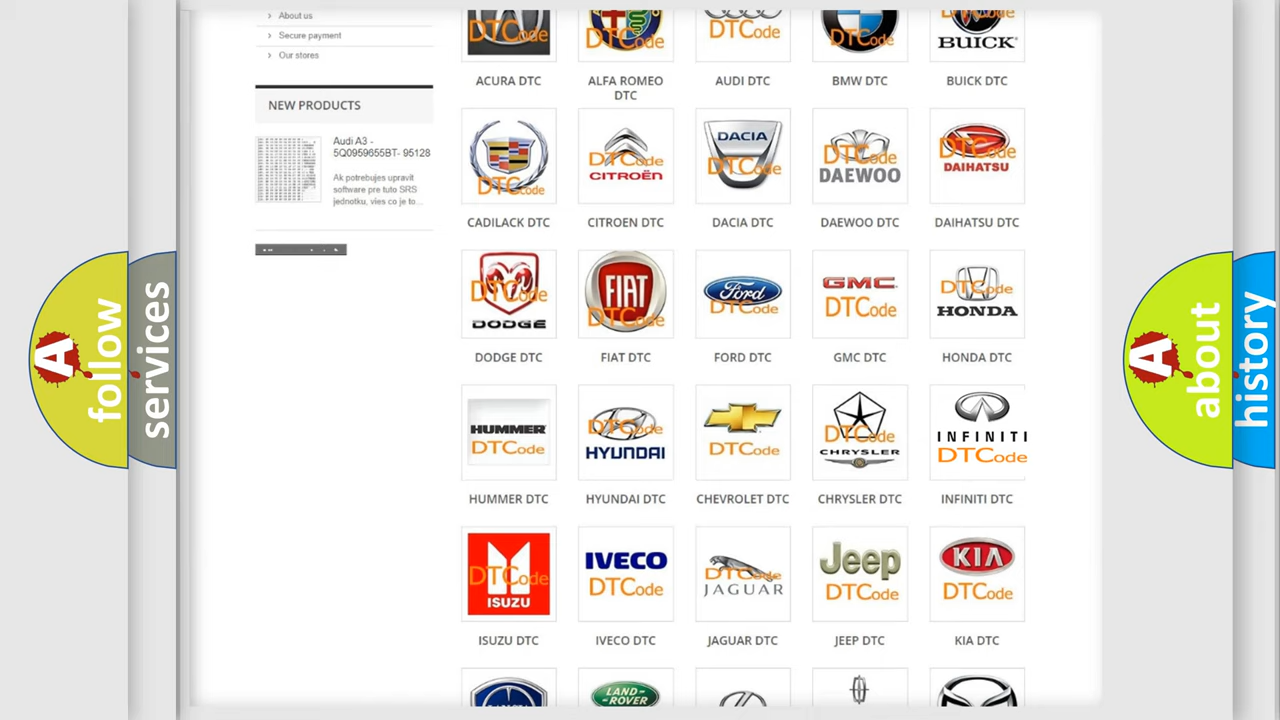 About us
Secure payment
Our stores
NEW PRODUCTS
Audi A3 -
5Q0959655BT- 95128
Ak potrebujes upravit
software pre tuto SRS
jednotku, vies co je to...
DTCode
DTCode
DTCode
DTCode
DTCode
BUICK
ACURA DTC
ALFA ROMEO
DTC
AUDI DTC
BMW DTC
BUICK DTC
DTCode
DTCode
CITROËN
DACIA
DTCode
DTCode
DAEWOO
DTCode
DAIHATSU
CADILACK DTC
CITROEN DTC
DACIA DTC
DAEWOO DTC
DAIHATSU DTC
DTCode
DODGE
FIAT
DTCode
Ford
DTCode
GMC
DTCode
DTCode
HONDA
DODGE DTC
FIAT DTC
FORD DTC
GMC DTC
HONDA DTC
HUMMER
DTCode
DTCode
HYUNDAI
DTCode
DTCode
CHRYSLER
INFINITI
DTCode
HUMMER DTC
HYUNDAI DTC
CHEVROLET DTC
CHRYSLER DTC
INFINITI DTC
DTCode
ISUZU
IVECO
DTCode
DTCode
JAGUAR
Jeep
DTCode
KIA
DTCode
ISUZU DTC
IVECO DTC
JAGUAR DTC
JEEP DTC
KIA DTC
LAND-
ROVER
A
follow
services
A
about
history